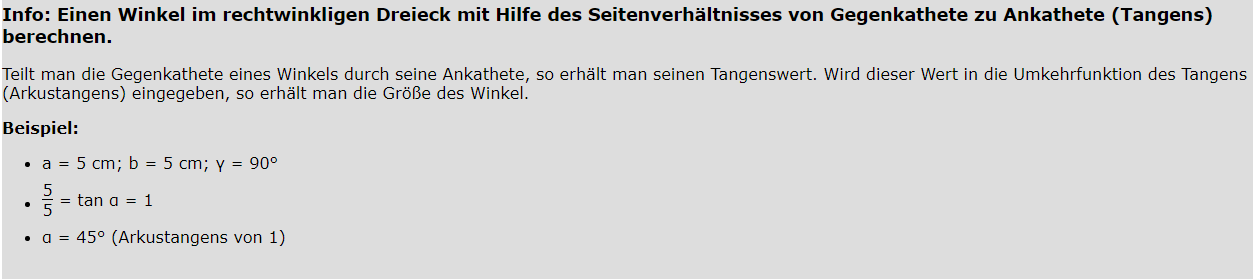 Info: Einen Winkel im rechtwinkligen Dreieck mit Hilfe des Seitenverhältnisses von Gegenkathete zu Ankathete (Tangens)
berechnen.
Teilt man die Gegenkathete eines Winkels durch seine Ankathete, so erhält man seinen Tangenswert. Wird dieser Wert in die Umkehrfunktion des Tangens
(Arkustangens) eingegeben, so erhält man die Größe des Winkel.
Beispiel:
• a = 5 cm; b = 5 cm; γ = 90°
• 5/5 = tan α = 1
• α = 45° (Arkustangens von 1)